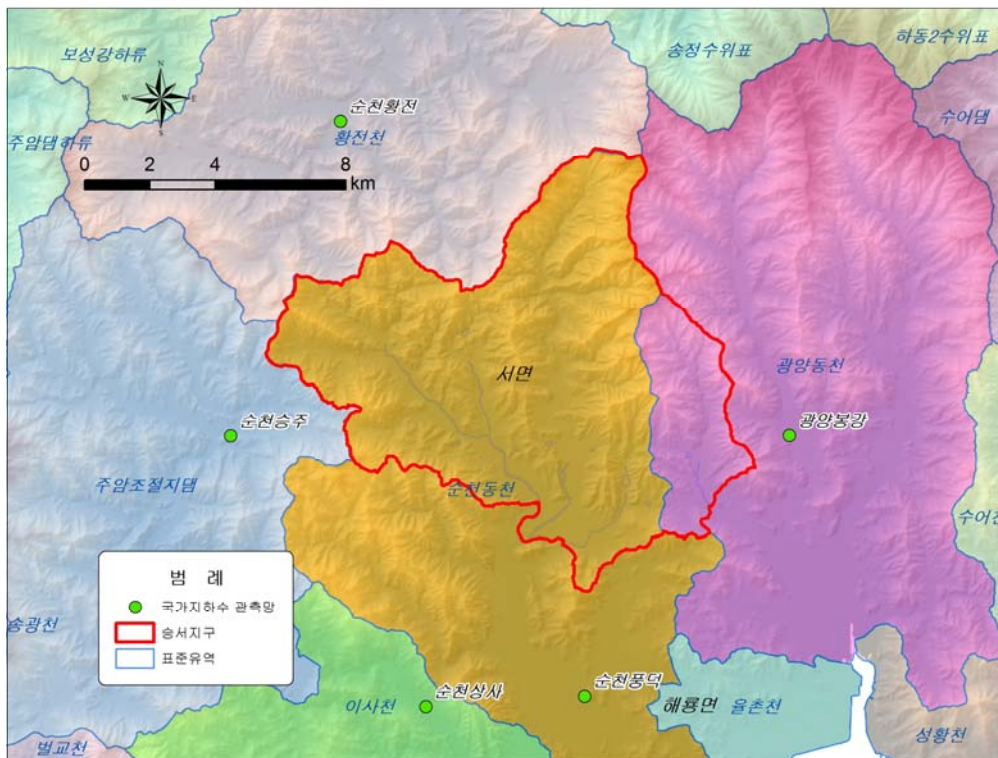 보성강하류
송정수위표
하동2수위표
N
W E
S
순천황전
황전천
수어댐
주암댐하류
0 2 4 8
km
서면
광양동천
순천승주
광양봉강
주암조절지댐
순천동천
범 례
국가지하수 관측망
승서지구
표준유역
송광천
순천상사
이사천
순천풍덕
해룡면
율촌천
벌교천
성황천